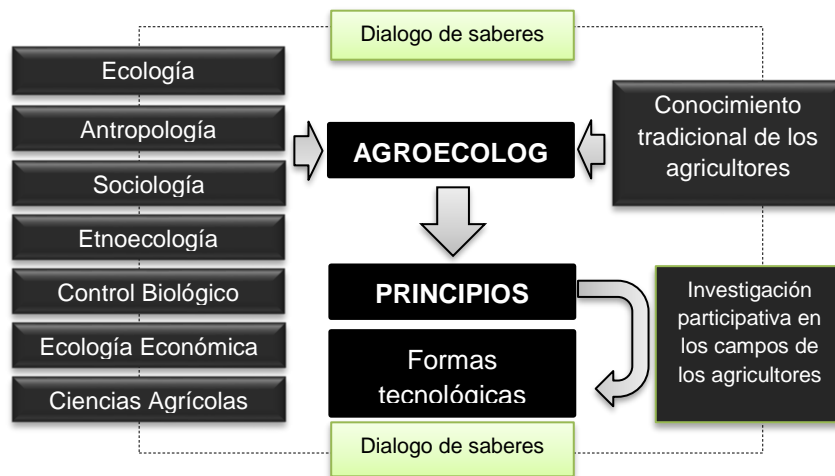 Dialogo de saberes
Ecología
Antropología
Sociología
Etnoecología
Control Biológico
Ecología Económica
Ciencias Agrícolas
AGROECOLOG
PRINCIPIOS
Formas
tecnológicas
Conocimiento
tradicional de los
agricultores
Investigación
participativa en
los campos de
los agricultores
Dialogo de saberes